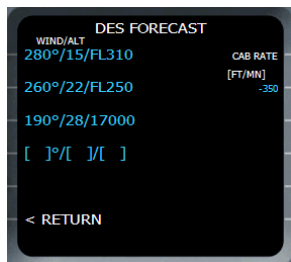 DES FORECAST
WIND/ALT
280°/15/FL310
CAB RATE
[FT/MN]
260°/22/FL250
-350
190°/28/17000
[ ]°/[ ]/[ ]
< RETURN